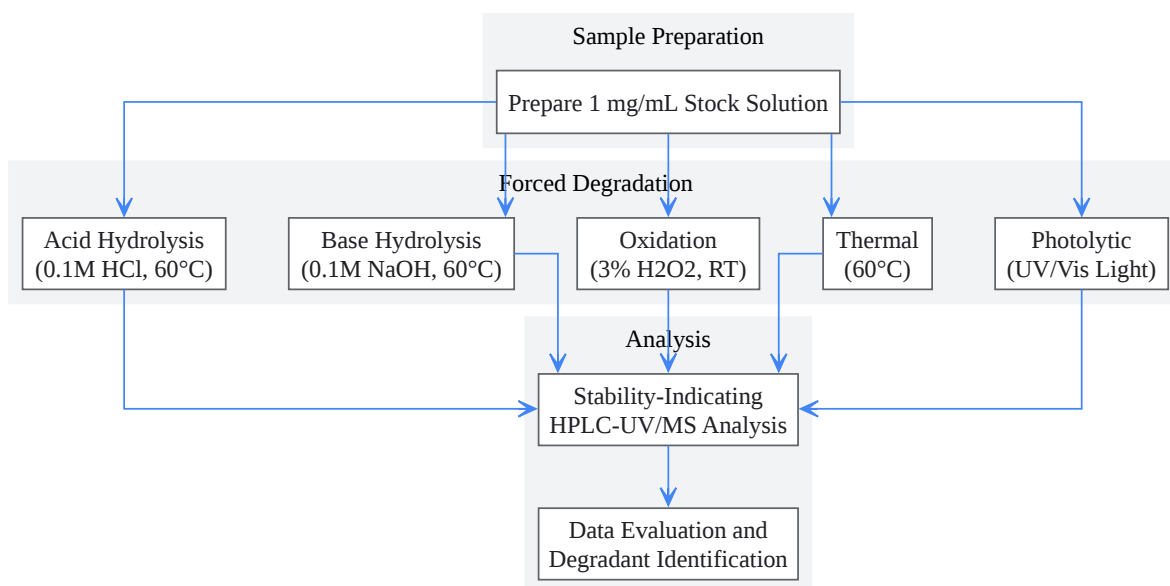 Sample Preparation
Prepare 1 mg/mL Stock Solution
Forced Degradation
Acid Hydrolysis
(0.1M HCl, 60°C)
Base Hydrolysis
(0.1M NaOH, 60°C)
Oxidation
(3% H2O2, RT)
Thermal
(60°C)
Photolytic
(UV/Vis Light)
Analysis
Stability-Indicating
HPLC-UV/MS Analysis
Data Evaluation and
Degradant Identification